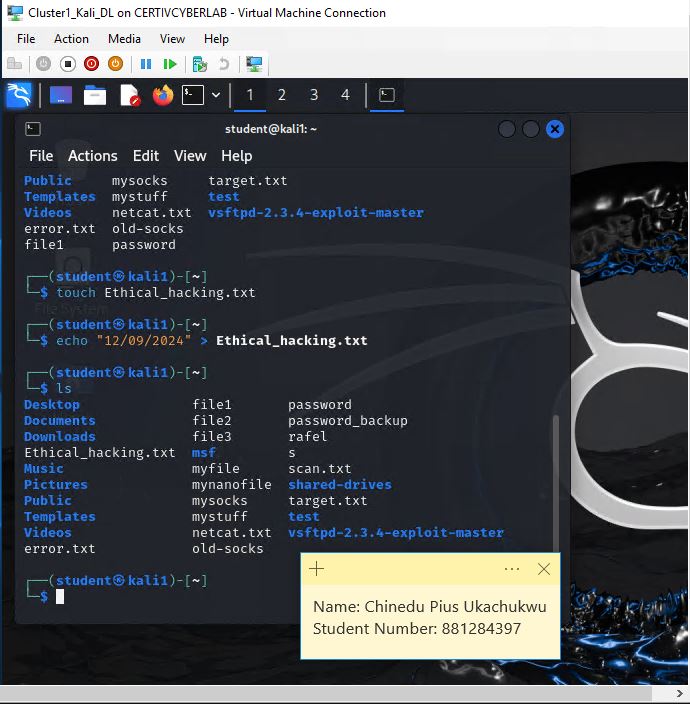 Cluster1_Kali_DL on CERTIVCYBERLAB - Virtual Machine Connection
File Action Media View Help
1 2 3 4
student@kali1: ~
File Actions Edit View Help
Public mysocks target.txt
Templates mystuff test
Videos netcat.txt vsftpd-2.3.4-exploit-master
error.txt old-socks
file1 password
┌──(student㉿kali1)-[~]
└─$ touch Ethical_hacking.txt
┌──(student㉿kali1)-[~]
└─$ echo "12/09/2024" > Ethical_hacking.txt
┌──(student㉿kali1)-[~]
└─$ ls
Desktop file1 password
Documents file2 password_backup
Downloads file3 rafel
Ethical_hacking.txt msf s
Music myfile scan.txt
Pictures mynanofile shared-drives
Public mysocks target.txt
Templates mystuff test
Videos netcat.txt vsftpd-2.3.4-exploit-master
error.txt old-socks
┌──(student㉿kali1)-[~]
└─$
Name: Chinedu Pius Ukachukwu
Student Number: 881284397